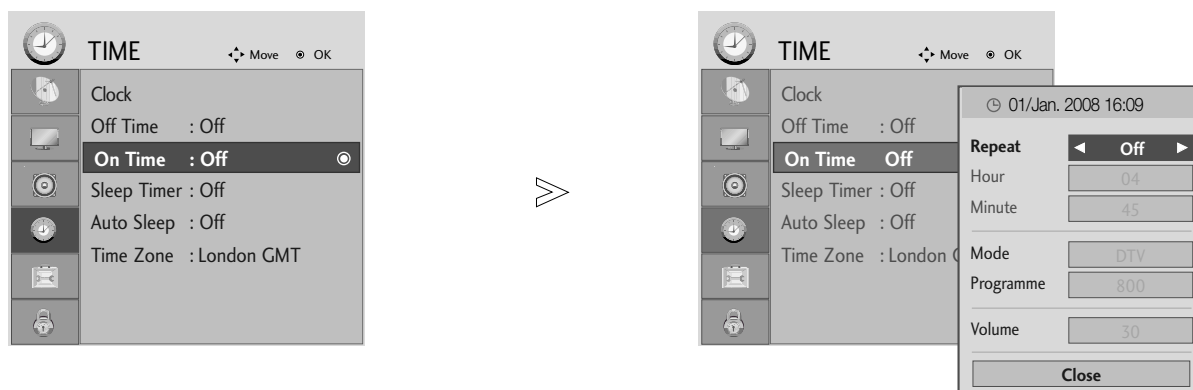 TIME
Move OK
Clock
Off Time : Off
On Time : Off
Sleep Timer : Off
Auto Sleep : Off
Time Zone : London GMT
TIME
Move OK
Clock
Off Time : Off
On Time Off
Sleep Timer : Off
Auto Sleep : Off
Time Zone : London G
01/Jan. 2008 16:09
Repeat Off
Hour 04
Minute 45
Mode DTV
Programme 800
Volume 30
Close